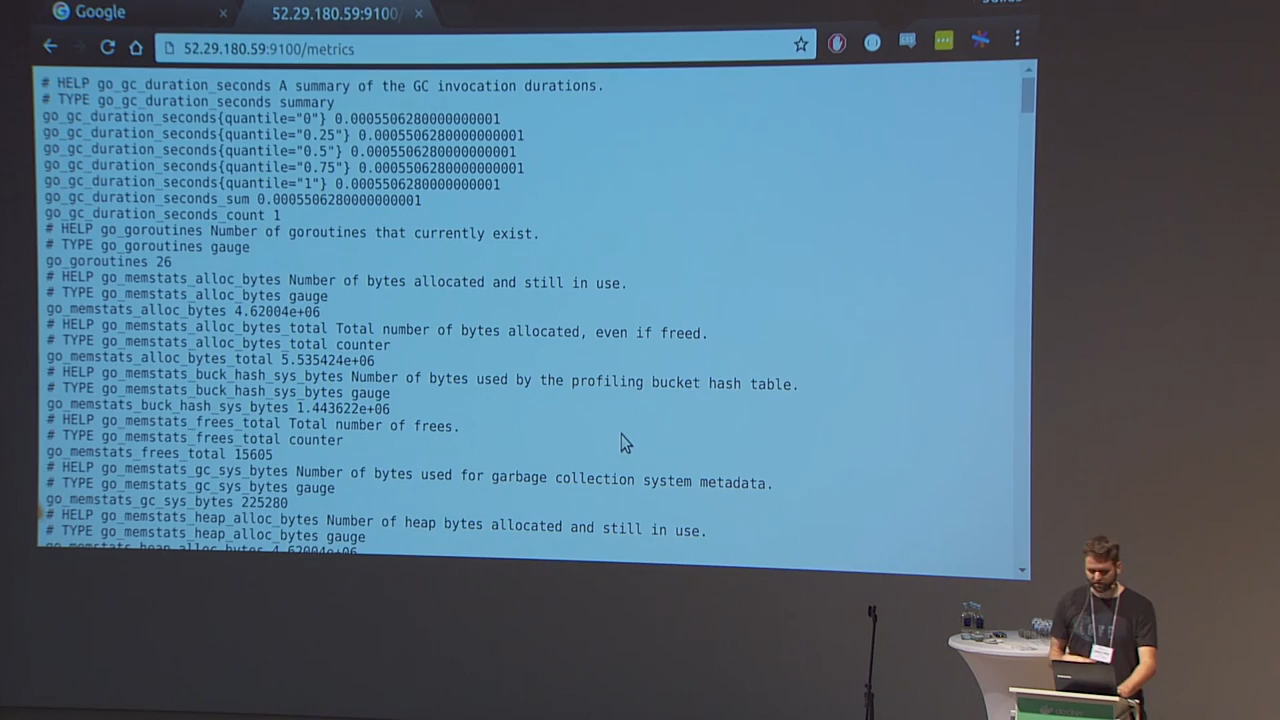 Google
52.29.180.59:9100/
52.29.180.59:9100/metrics
# HELP go_gc_duration_seconds A summary of the GC invocation durations.
# TYPE go_gc_duration_seconds summary
go_gc_duration_seconds{quantile="0"} 0.0005506280000000001
go_gc_duration_seconds{quantile="0.25"} 0.0005506280000000001
go_gc_duration_seconds{quantile="0.5"} 0.0005506280000000001
go_gc_duration_seconds{quantile="0.75"} 0.0005506280000000001
go_gc_duration_seconds{quantile="1"} 0.0005506280000000001
go_gc_duration_seconds_sum 0.0005506280000000001
go_gc_duration_seconds_count 1
# HELP go_goroutines Number of goroutines that currently exist.
# TYPE go_goroutines gauge
go_goroutines 26
# HELP go_memstats_alloc_bytes Number of bytes allocated and still in use.
# TYPE go_memstats_alloc_bytes gauge
go_memstats_alloc_bytes 4.62004e+06
# HELP go_memstats_alloc_bytes_total Total number of bytes allocated, even if freed.
# TYPE go_memstats_alloc_bytes_total counter
go_memstats_alloc_bytes_total 5.535424e+06
# HELP go_memstats_buck_hash_sys_bytes Number of bytes used by the profiling bucket hash table.
# TYPE go_memstats_buck_hash_sys_bytes gauge
go_memstats_buck_hash_sys_bytes 1.443622e+06
# HELP go_memstats_frees_total Total number of frees.
# TYPE go_memstats_frees_total counter
go_memstats_frees_total 15605
# HELP go_memstats_gc_sys_bytes Number of bytes used for garbage collection system metadata.
# TYPE go_memstats_gc_sys_bytes gauge
go_memstats_gc_sys_bytes 225280
# HELP go_memstats_heap_alloc_bytes Number of heap bytes allocated and still in use.
# TYPE go_memstats_heap_alloc_bytes gauge
go_memstats_heap_alloc_bytes 4.62004e+06
docker